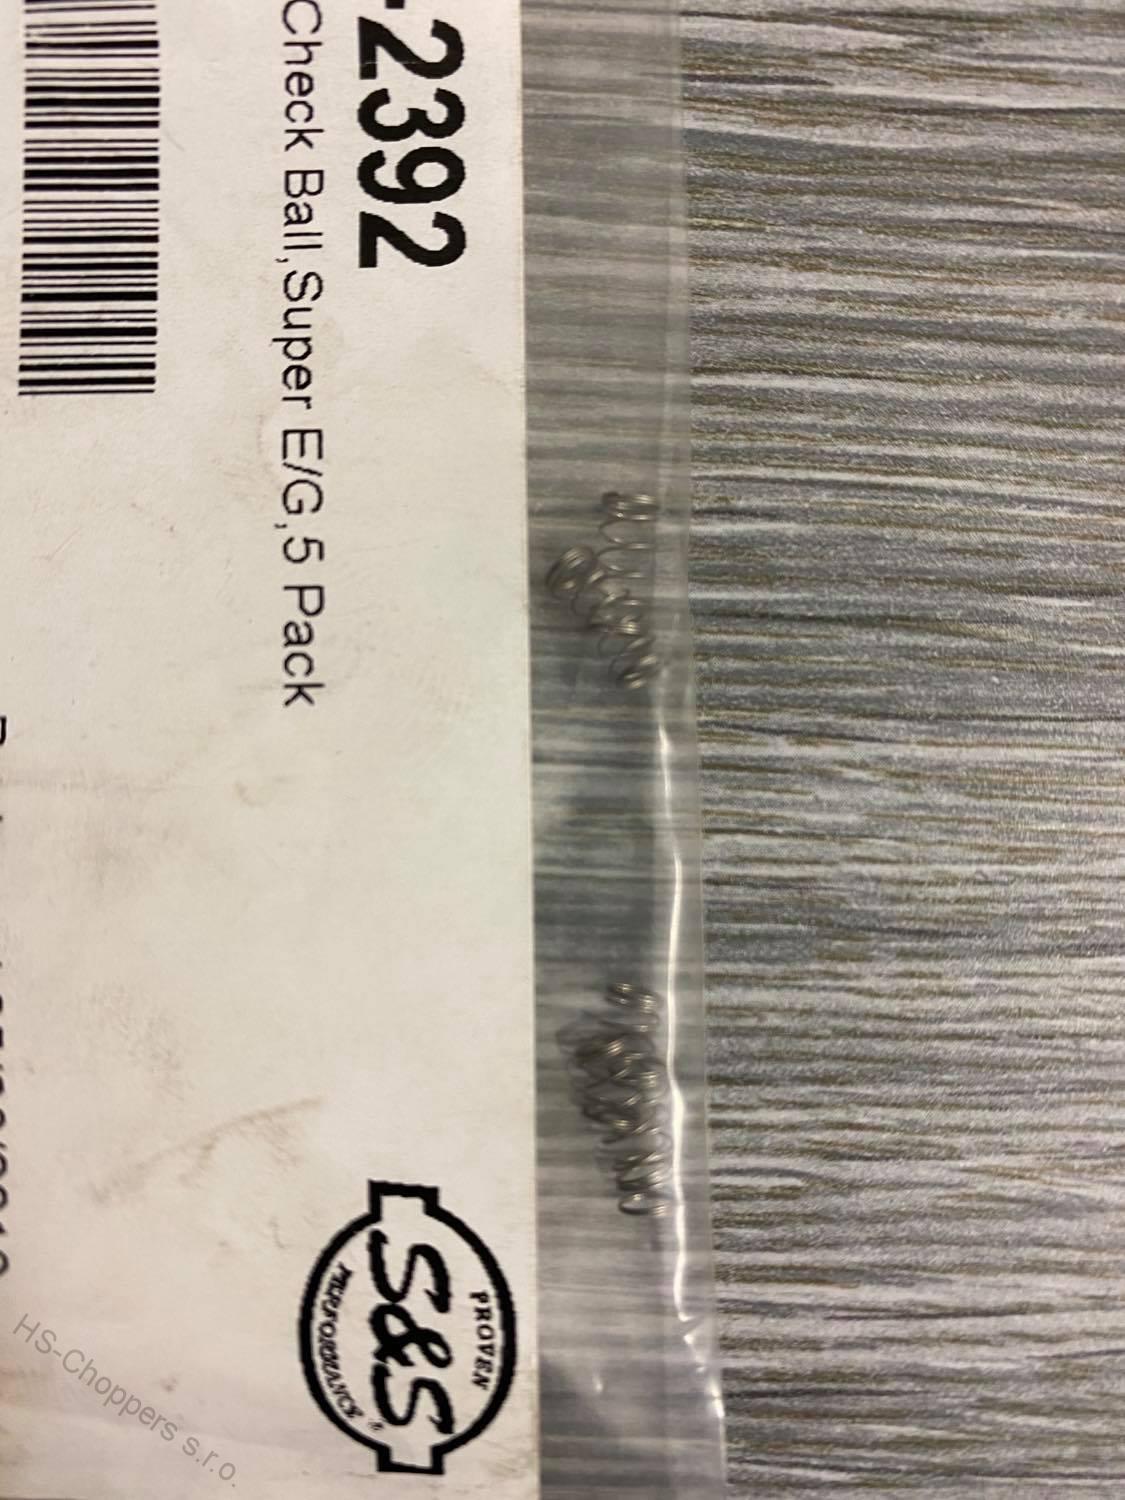 -2392
Check Ball,Super E/G,5 Pack
PROVEN
S&S®
PERFORMANCE
HS-Choppers s.r.o.